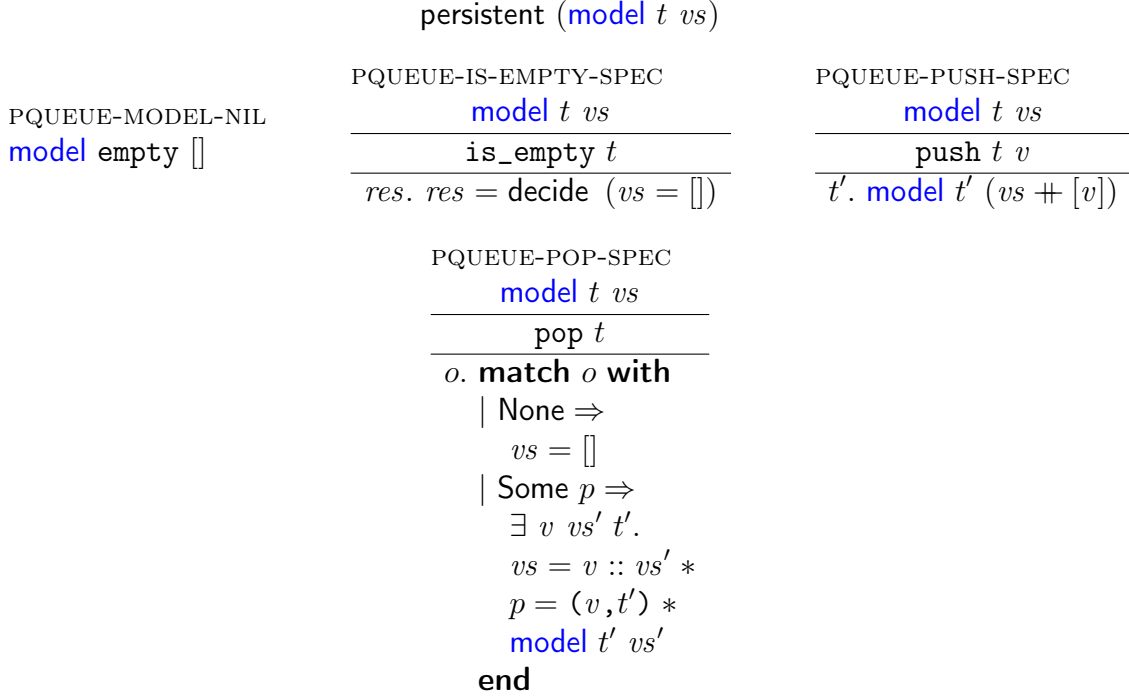 persistent (model t vs)
PQUEUE-MODEL-NIL
model empty []
PQUEUE-IS-EMPTY-SPEC
model t vs
is_empty t
res. res = decide (vs = [])
PQUEUE-PUSH-SPEC
model t v​s
push t v
t′. model t′ (vs ⧺ [v])
PQUEUE-POP-SPEC
model t vs
pop t
o. match o with
| None ⇒
vs = []
| Some p ⇒
∃ v vs′ t′.
vs = v :: vs′ ∗
p = (v,t′) ∗
model t′ vs′
end